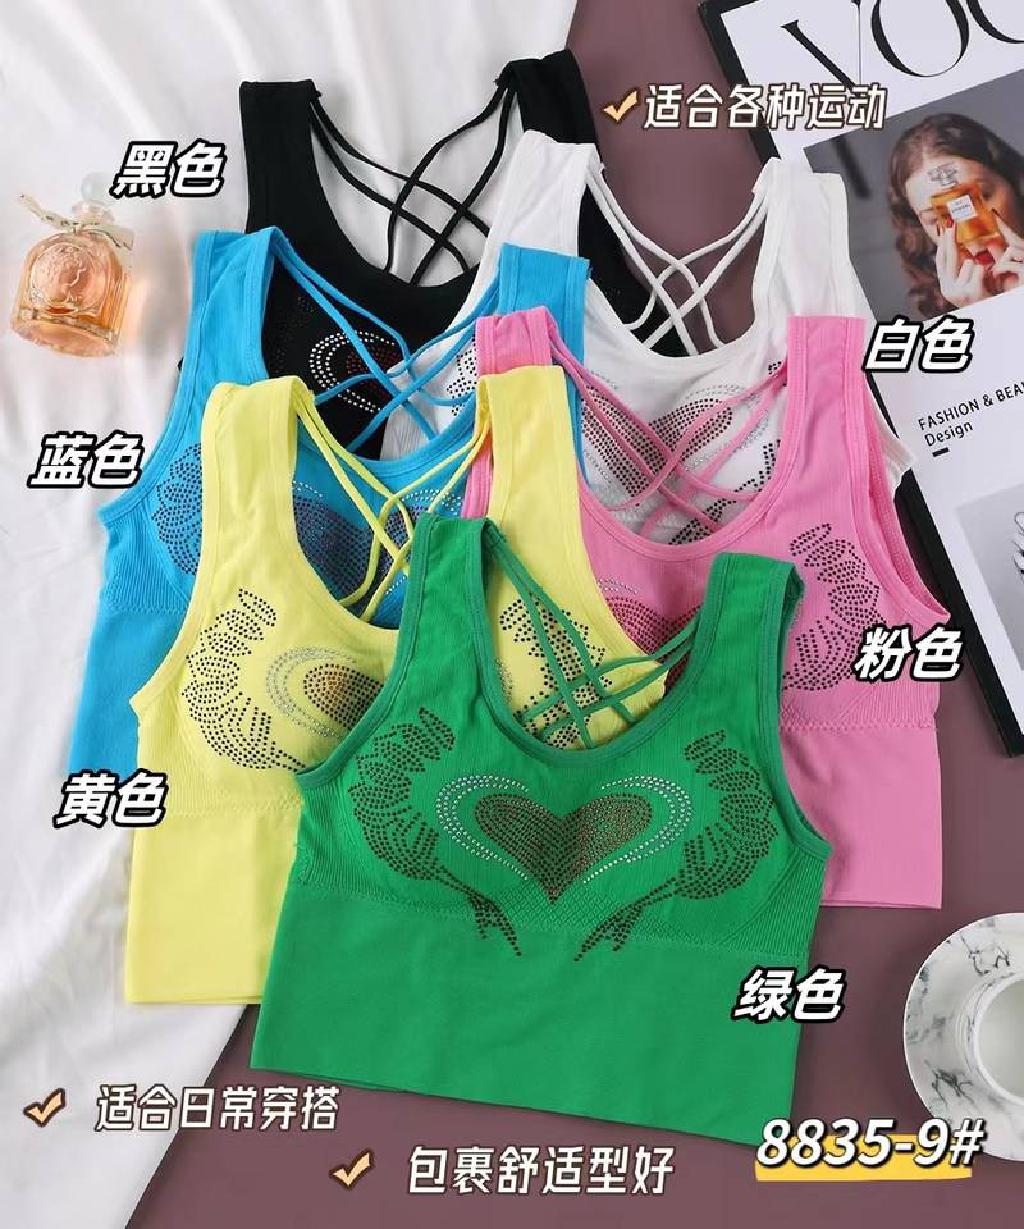 VOG
✓适合各种运动
黑色
白色
FASHION & BEA
Design
蓝色
粉色
黄色
绿色
✓ 适合日常穿搭
✓ 包裹舒适型好
8835-9#